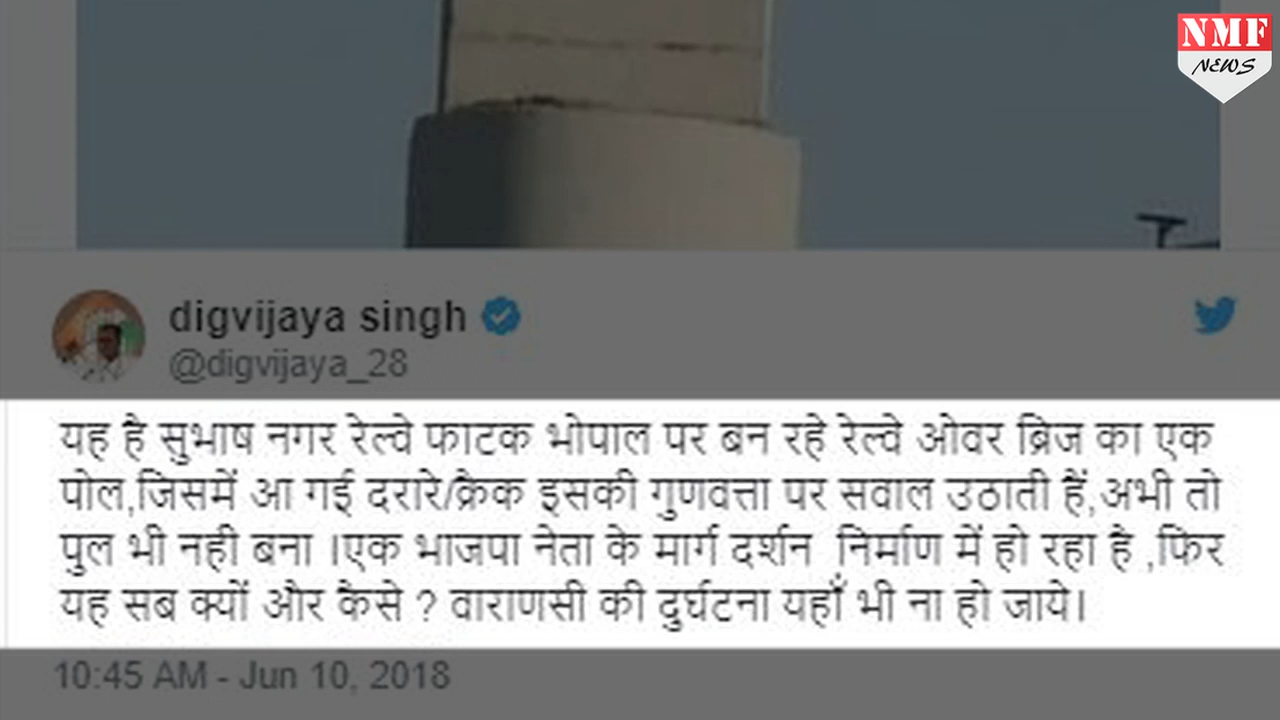 NMF
NEWS
digvijaya singh
@digvijaya_28
यह है सुभाष नगर रेल्वे फाटक भोपाल पर बन रहे रेल्वे ओवर ब्रिज का एक
पोल,जिसमें आ गई दरारे/क्रैक इसकी गुणवत्ता पर सवाल उठाती हैं,अभी तो
पुल भी नही बना ।एक भाजपा नेता के मार्ग दर्शन निर्माण में हो रहा है ,फिर
यह सब क्यों और कैसे ? वाराणसी की दुर्घटना यहाँ भी ना हो जाये।
10:45 AM - Jun 10, 2018